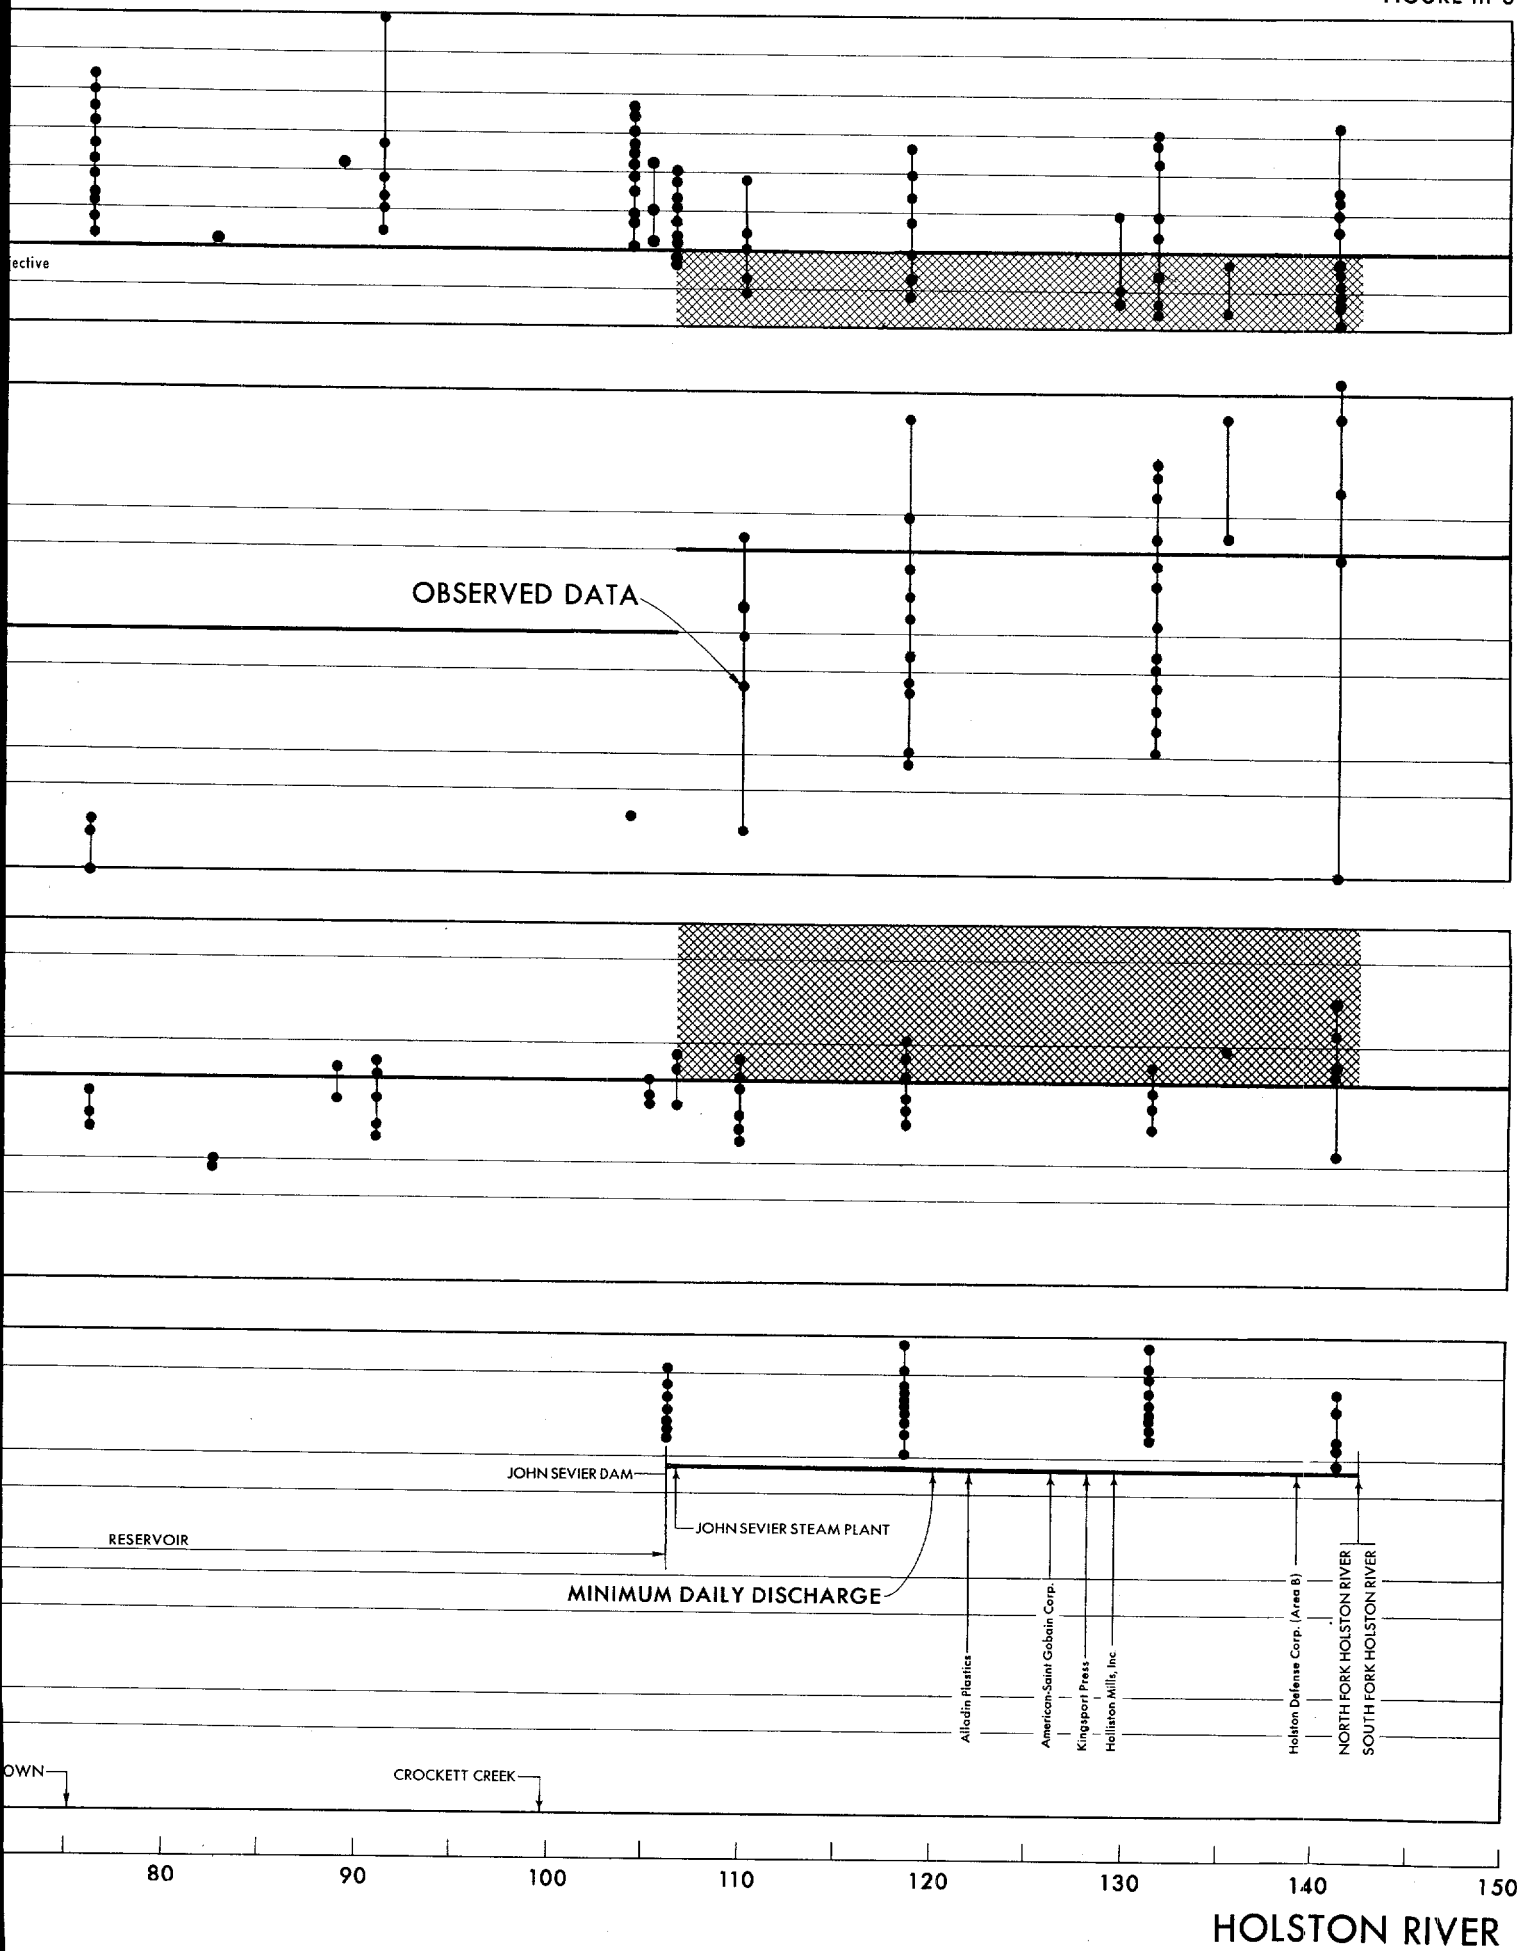 ective
OBSERVED DATA
JOHN SEVIER DAM
JOHN SEVIER STEAM PLANT
RESERVOIR
MINIMUM DAILY DISCHARGE
Alladin Plastics
American-Saint Gobain Corp.
Kingsport Press
Holliston Mills, Inc.
Holston Defense Corp. (Area B)
NORTH FORK HOLSTON RIVER
SOUTH FORK HOLSTON RIVER
OWN
CROCKETT CREEK
80 90 100 110 120 130 140 150
HOLSTON RIVER